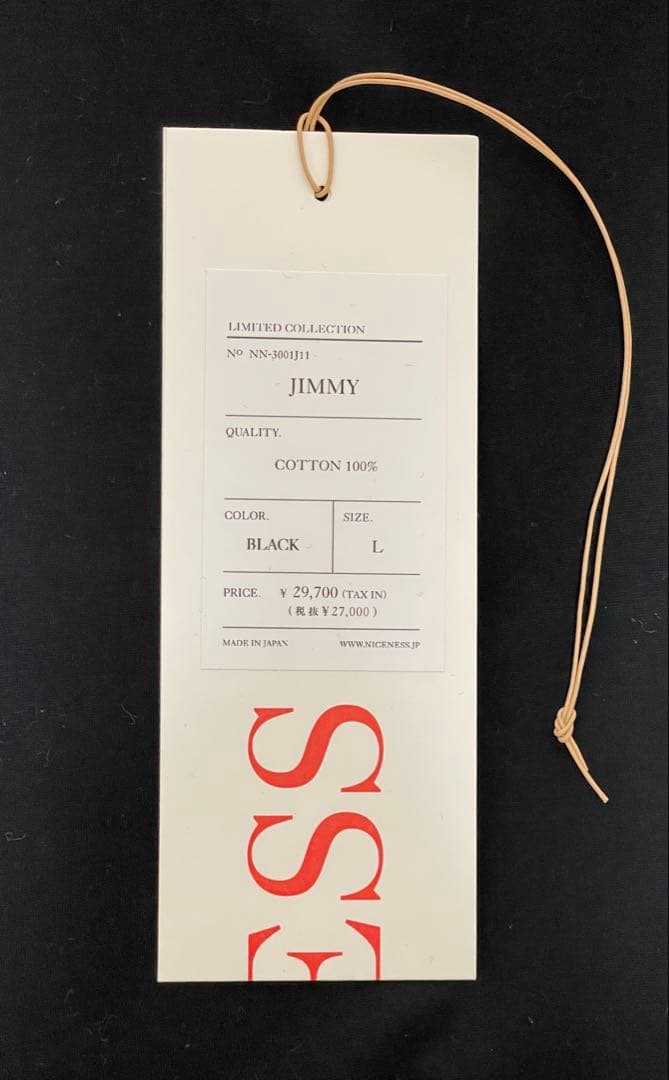 LIMITED COLLECTION
No NN-3001J11
JIMMY
QUALITY.
COTTON 100%
COLOR.
BLACK
SIZE.
L
PRICE. ¥ 29,700 (TAX IN)
(税抜¥27,000)
MADE IN JAPAN
WWW.NICENESS.JP
ESS